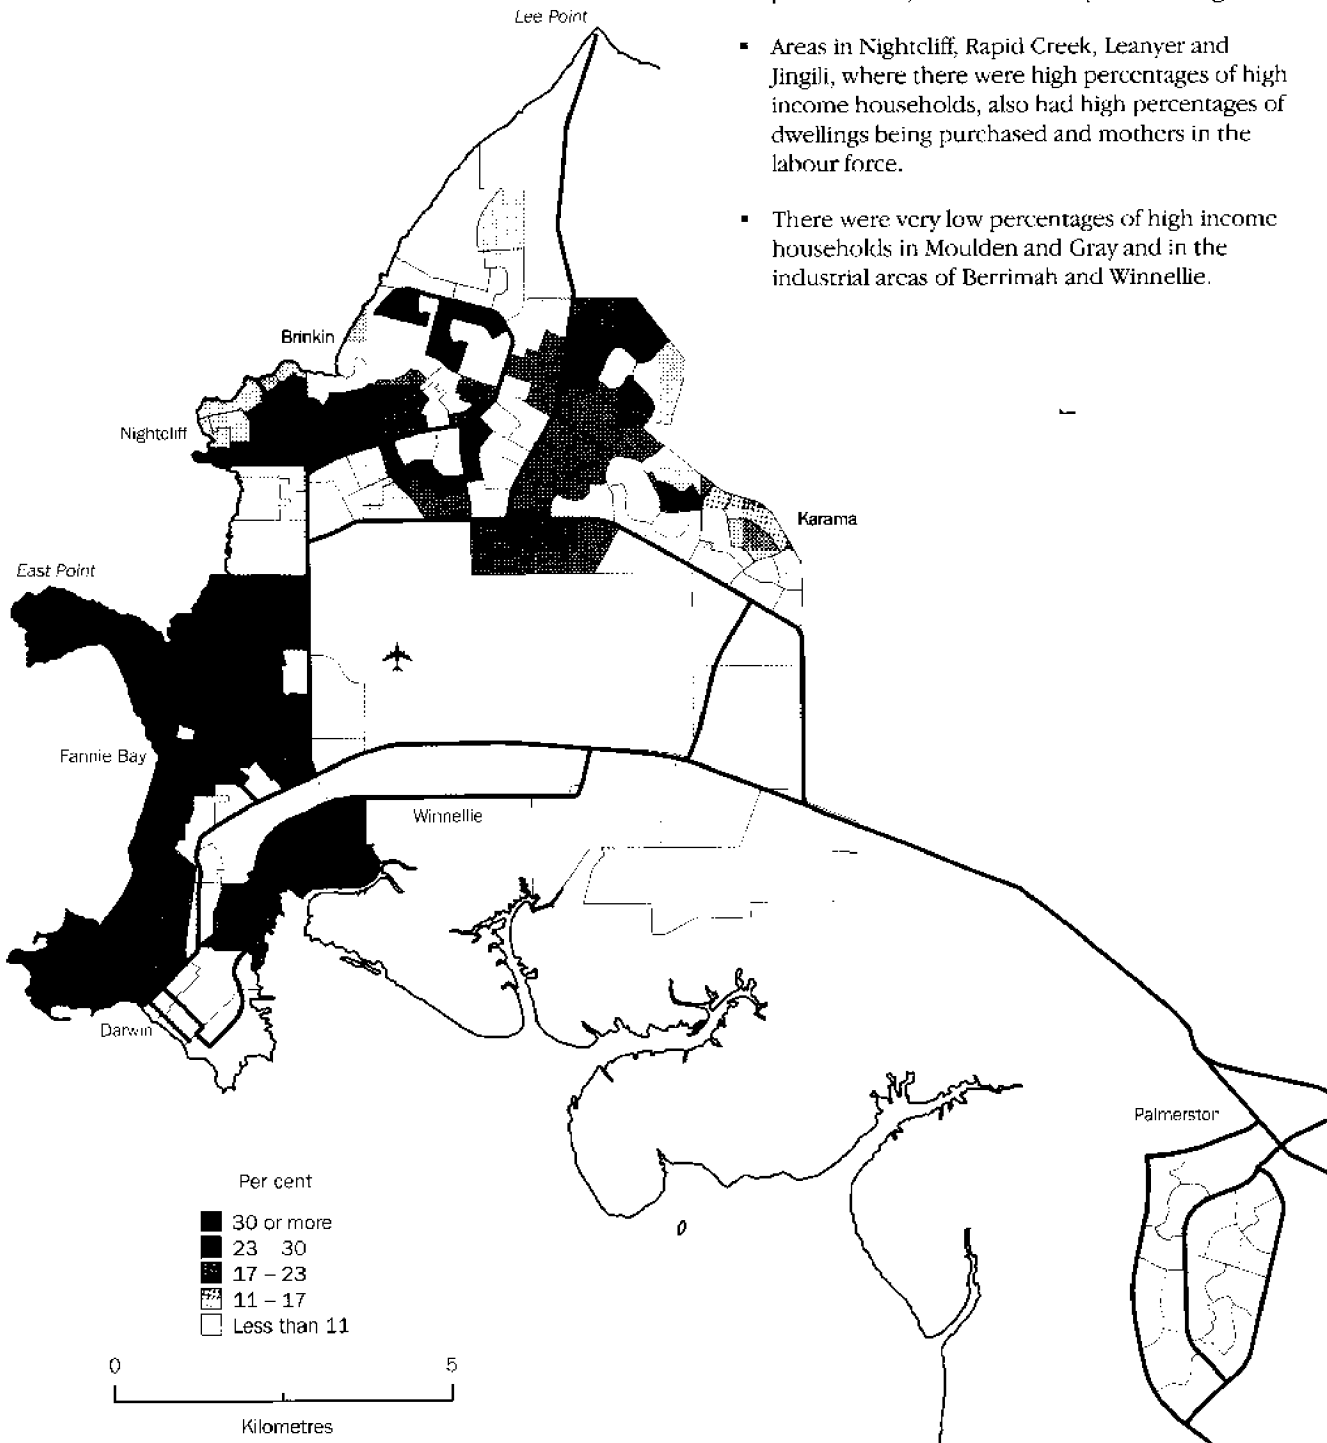 Lee Point
▪ Areas in Nightcliff, Rapid Creek, Leanyer and
Jingili, where there were high percentages of high
income households, also had high percentages of
dwellings being purchased and mothers in the
labour force.
▪ There were very low percentages of high income
households in Moulden and Gray and in the
industrial areas of Berrimah and Winnellie.
Brinkin
Nightcliff
Karama
East Point
Fannie Bay
Winnellie
Darwin
Palmerston
Per cent
30 or more
23 30
17 – 23
11 – 17
Less than 11
0 5
Kilometres